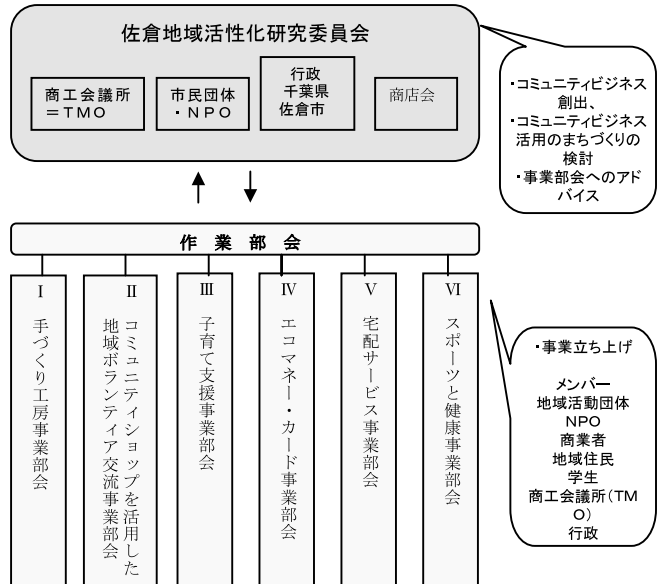 佐倉地域活性化研究委員会
商工会議所
＝ＴＭＯ
市民団体
・ＮＰＯ
行政
千葉県
佐倉市
商店会
・コミュニティビジネス
創出、
・コミュニティビジネス
活用のまちづくりの
検討
・事業部会へのアド
バイス
作　業　部　会
Ⅰ
手づくり工房事業部会
Ⅱ
コミュニティショップを活用した
地域ボランティア交流事業部会
Ⅲ
子育て支援事業部会
Ⅳ
エコマネー・カード事業部会
Ⅴ
宅配サービス事業部会
Ⅵ
スポーツと健康事業部会
・事業立ち上げ
メンバー
地域活動団体
NPO
商業者
地域住民
学生
商工会議所（TM
O）
行政